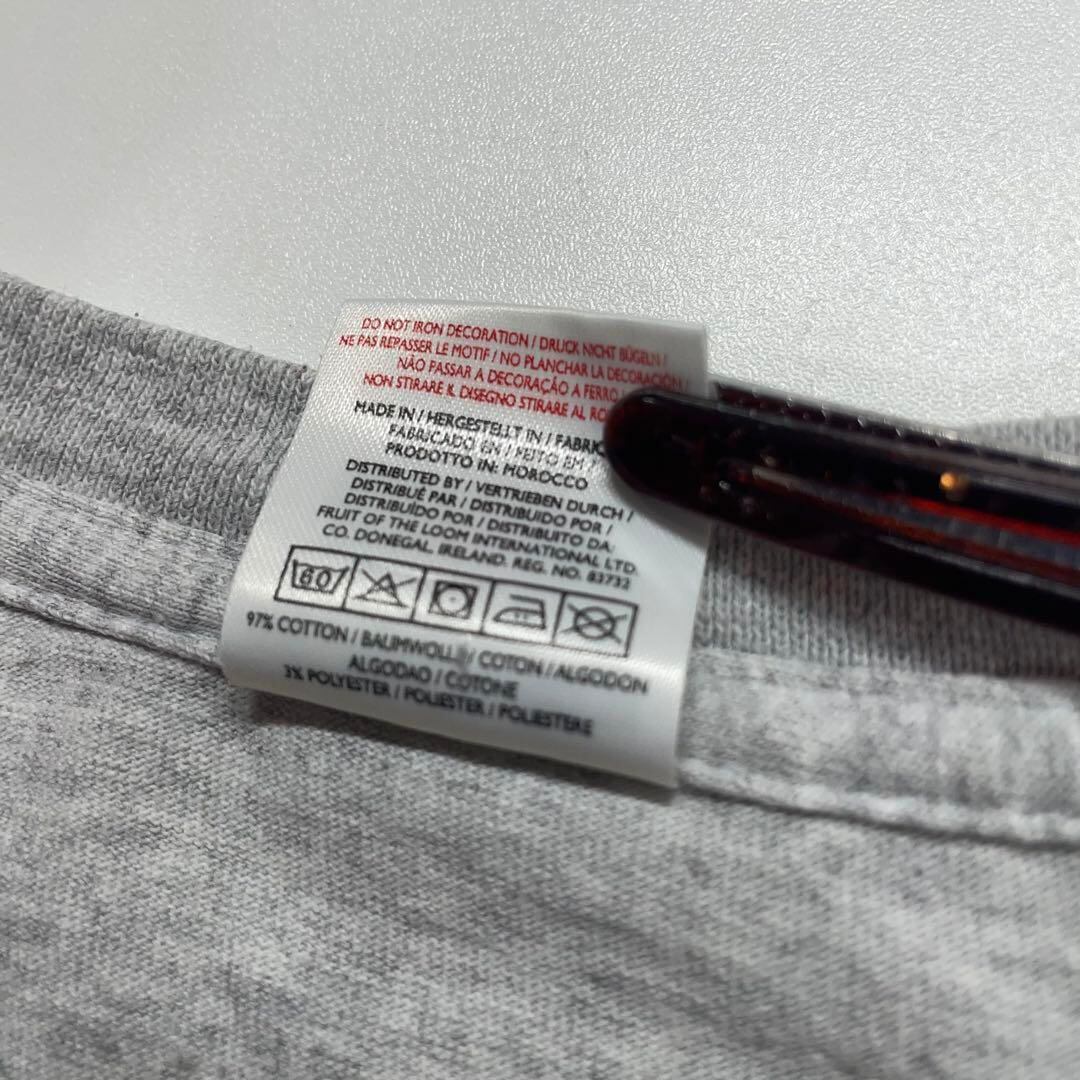 DO NOT IRON DECORATION / DRUCK NICHT BÜGELN /
NE PAS REPASSER LE MOTIF / NO PLANCHAR LA DECORACIÓN /
NÃO PASSAR A DECORAÇÃO A FERRO /
NON STIRARE IL DISEGNO STIRARE AL
MADE IN / HERGESTELLT IN /
FABRICADO EN / FEITO EM /
PRODOTTO IN: MOROCCO
DISTRIBUTED BY / VERTRIEBEN DURCH /
DISTRIBUÉ PAR / DISTRIBUIDO POR /
DISTRIBUÍDO POR / DISTRIBUITO DA:
FRUIT OF THE LOOM INTERNATIONAL LTD.
CO. DONEGAL, IRELAND. REG. NO. 83732
60
97% COTTON / BAUMWOLLE / COTON / ALGODON
ALGODAO / COTONE
3% POLYESTER / POLIESTER / POLIESTERE